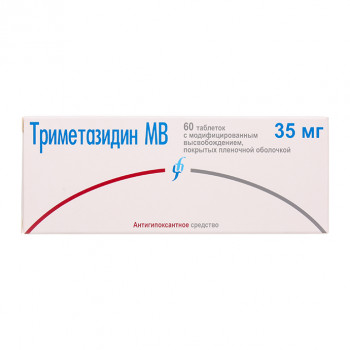 Триметазидин МВ
60 таблеток
с модифицированным
высвобождением,
покрытых пленочной оболочкой
35 мг
Антигипоксантное средство